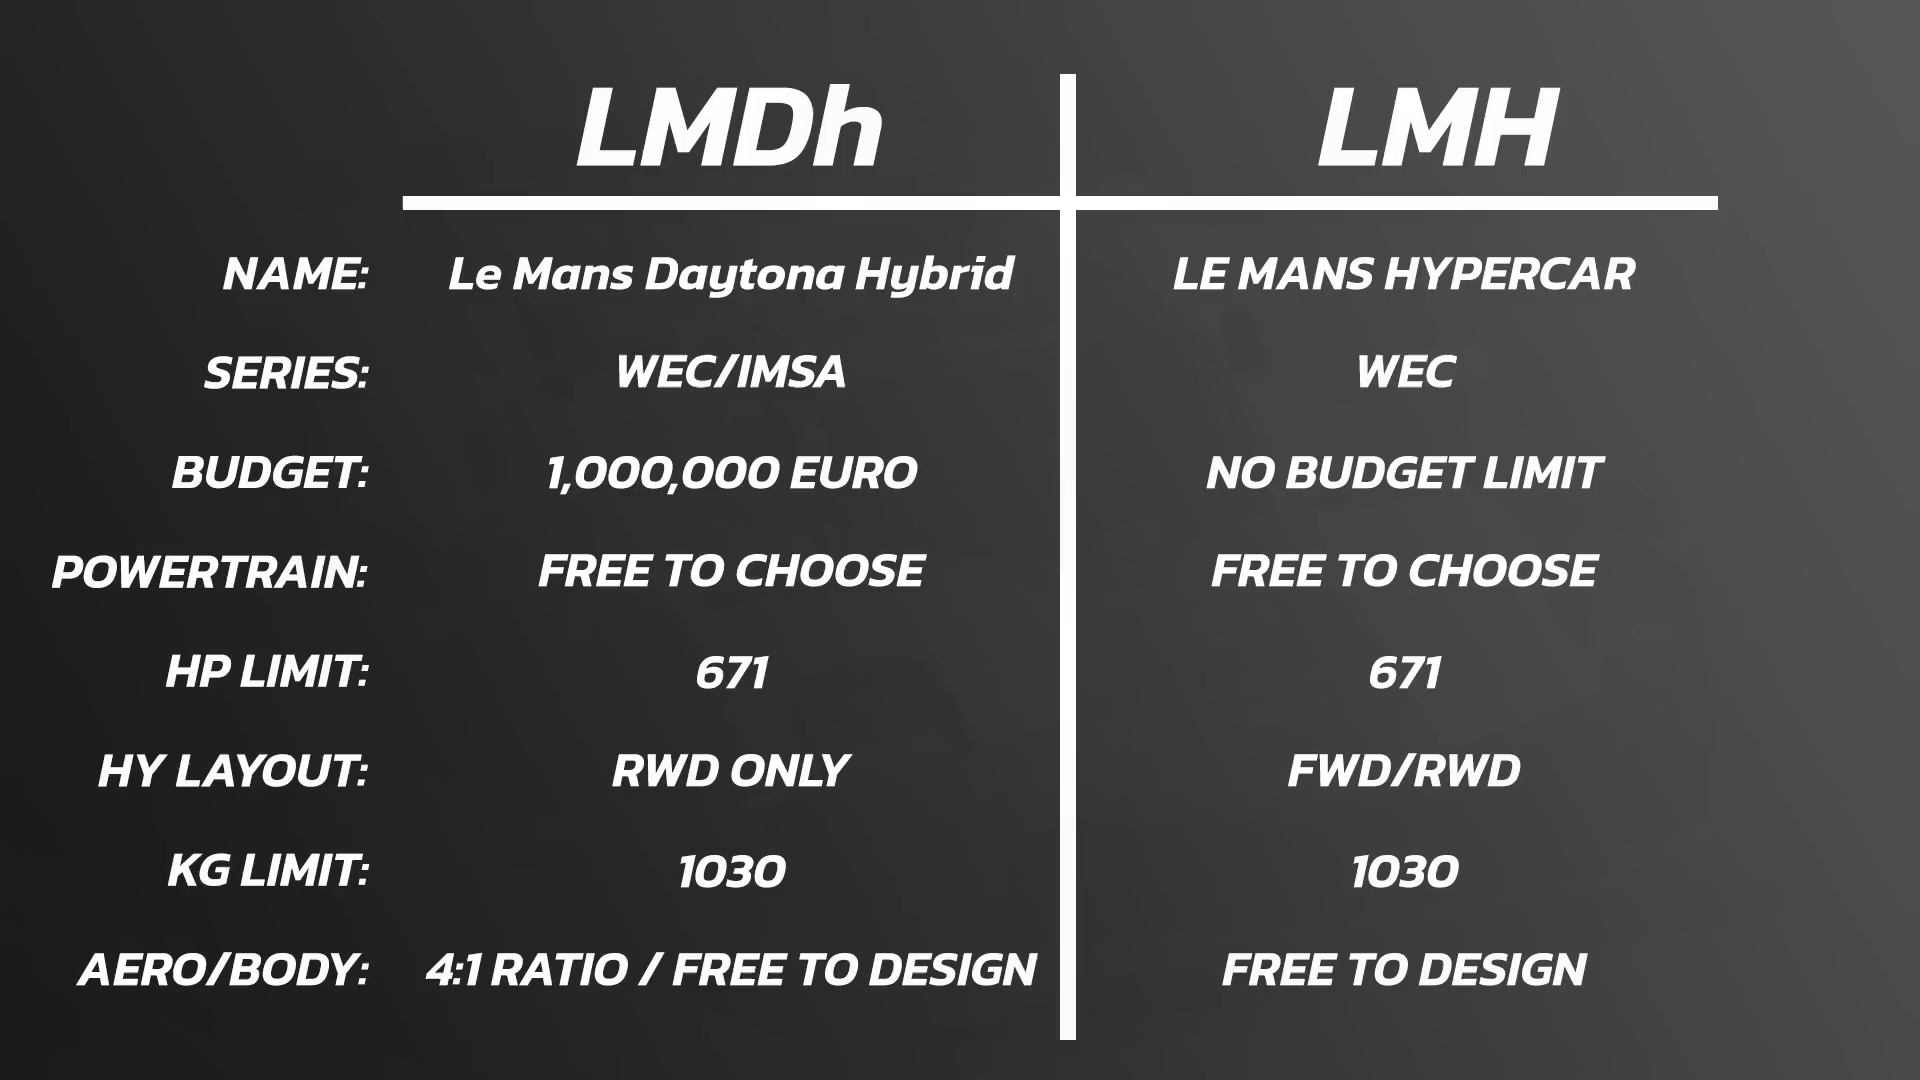 LMDh LMH
NAME: Le Mans Daytona Hybrid LE MANS HYPERCAR
SERIES: WEC/IMSA WEC
BUDGET: 1,000,000 EURO NO BUDGET LIMIT
POWERTRAIN: FREE TO CHOOSE FREE TO CHOOSE
HP LIMIT: 671 671
HY LAYOUT: RWD ONLY FWD/RWD
KG LIMIT: 1030 1030
AERO/BODY: 4:1 RATIO / FREE TO DESIGN FREE TO DESIGN